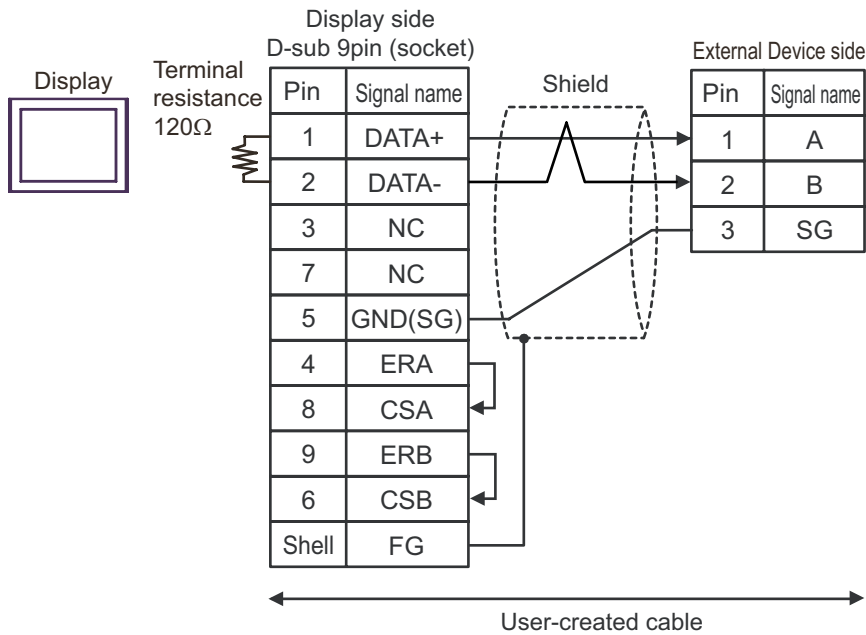 Display side
D-sub 9pin (socket)
External Device side
Display
Terminal
resistance
120Ω
Shield
Pin Signal name
1 DATA+
2 DATA-
3 NC
7 NC
5 GND(SG)
4 ERA
8 CSA
9 ERB
6 CSB
Shell FG
Pin Signal name
1 A
2 B
3 SG
User-created cable